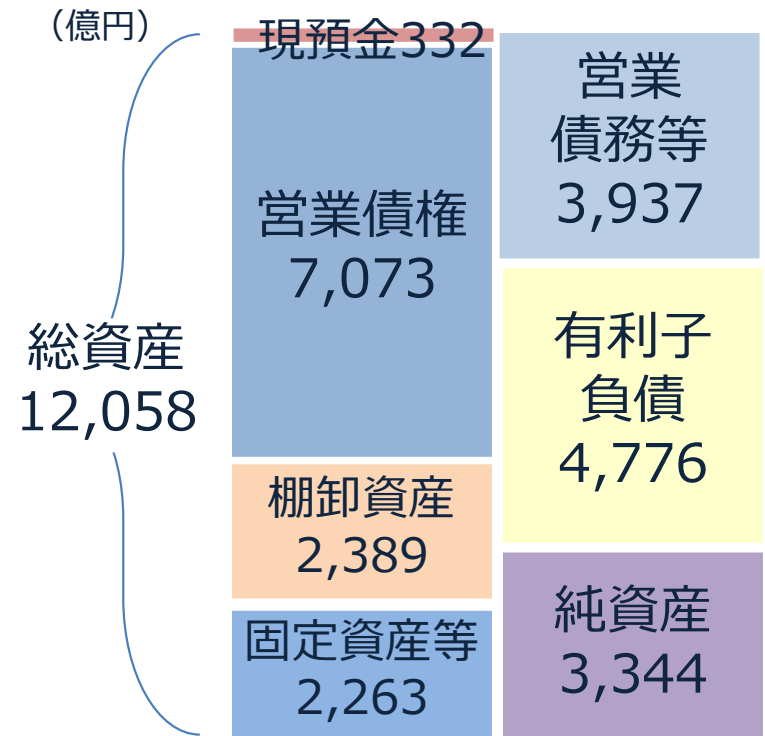 （億円）
現預金332
営業債権
7,073
棚卸資産
2,389
固定資産等
2,263
総資産
12,058
営業
債務等
3,937
有利子
負債
4,776
純資産
3,344